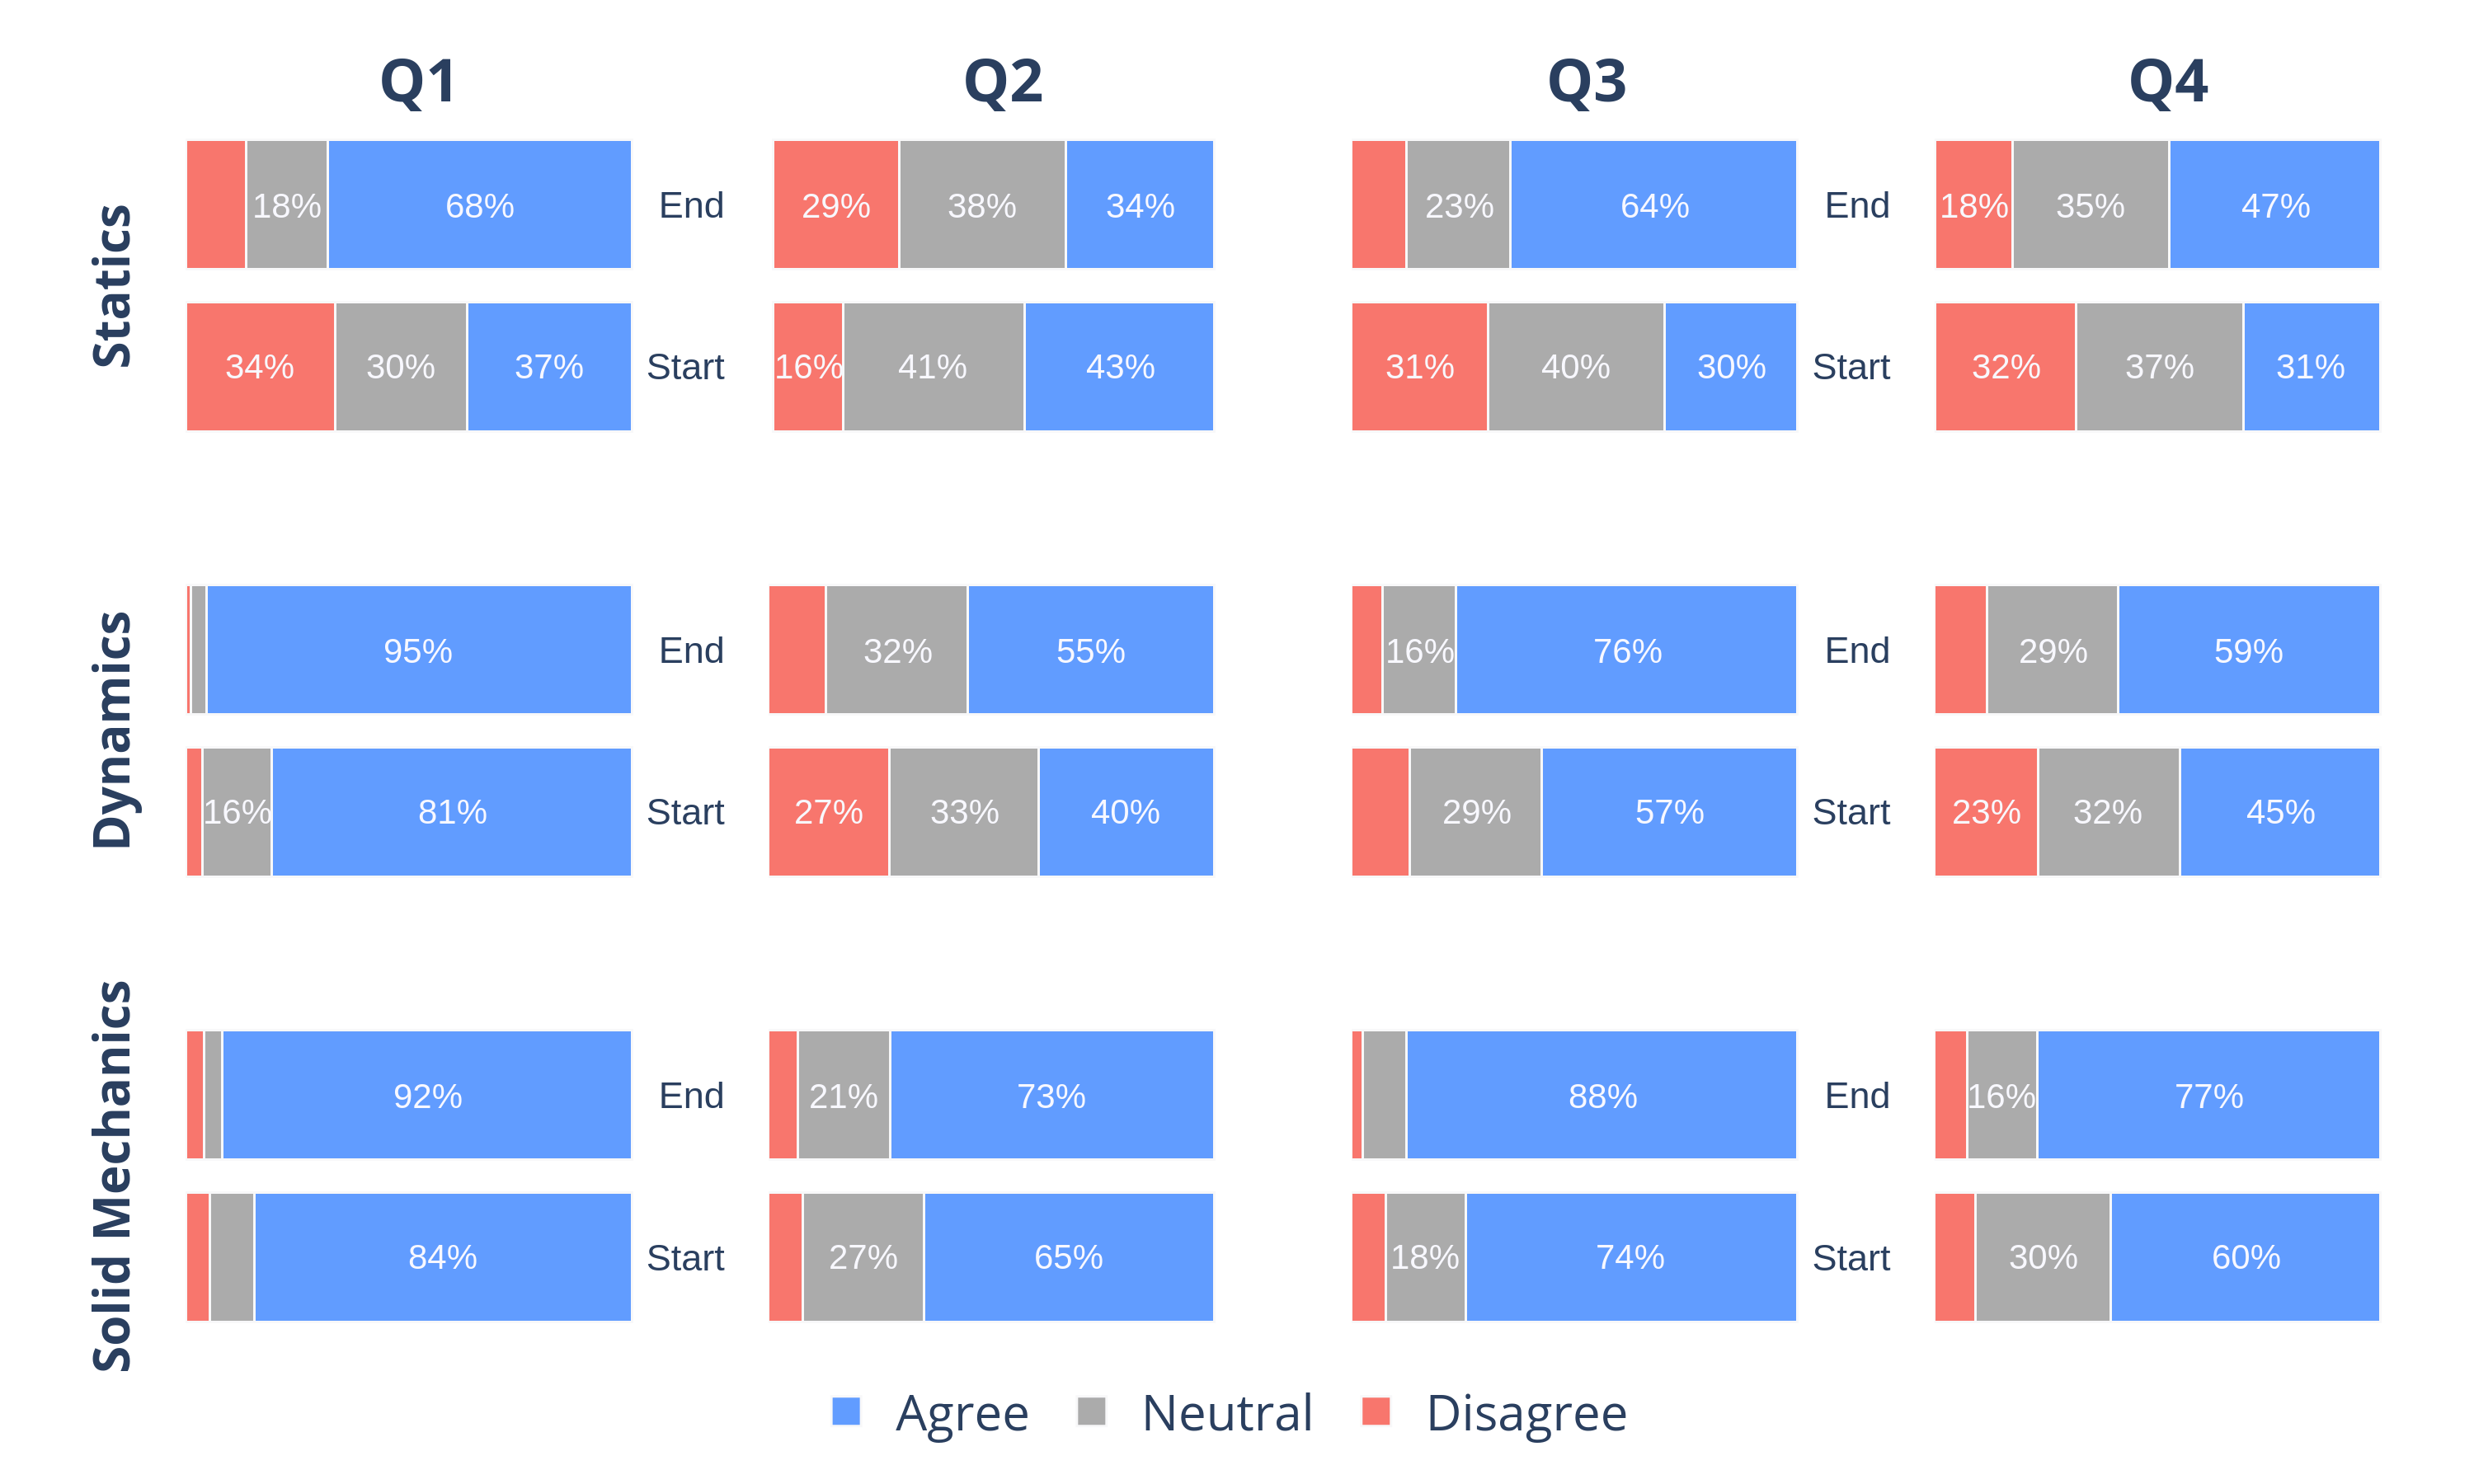 Q1 Q2 Q3 Q4
Statics
18% 68% End 29% 38% 34% 23% 64% End 18% 35% 47%
34% 30% 37% Start 16% 41% 43% 31% 40% 30% Start 32% 37% 31%
Dynamics
95% End 32% 55% 16% 76% End 29% 59%
16% 81% Start 27% 33% 40% 29% 57% Start 23% 32% 45%
Solid Mechanics
92% End 21% 73% 88% End 16% 77%
84% Start 27% 65% 18% 74% Start 30% 60%
Agree Neutral Disagree